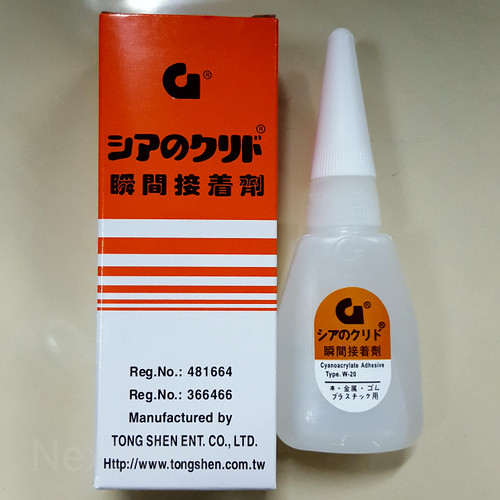 ®
シアのクリド®
瞬間接着劑
Reg.No.: 481664
Reg.No.: 366466
Manufactured by
TONG SHEN ENT. CO., LTD.
Http://www.tongshen.com.tw
®
シアのクリド®
瞬間接着劑
Cyanoacrylate Adhesive
Type. W-20
木・金属・ゴム
プラスチック用